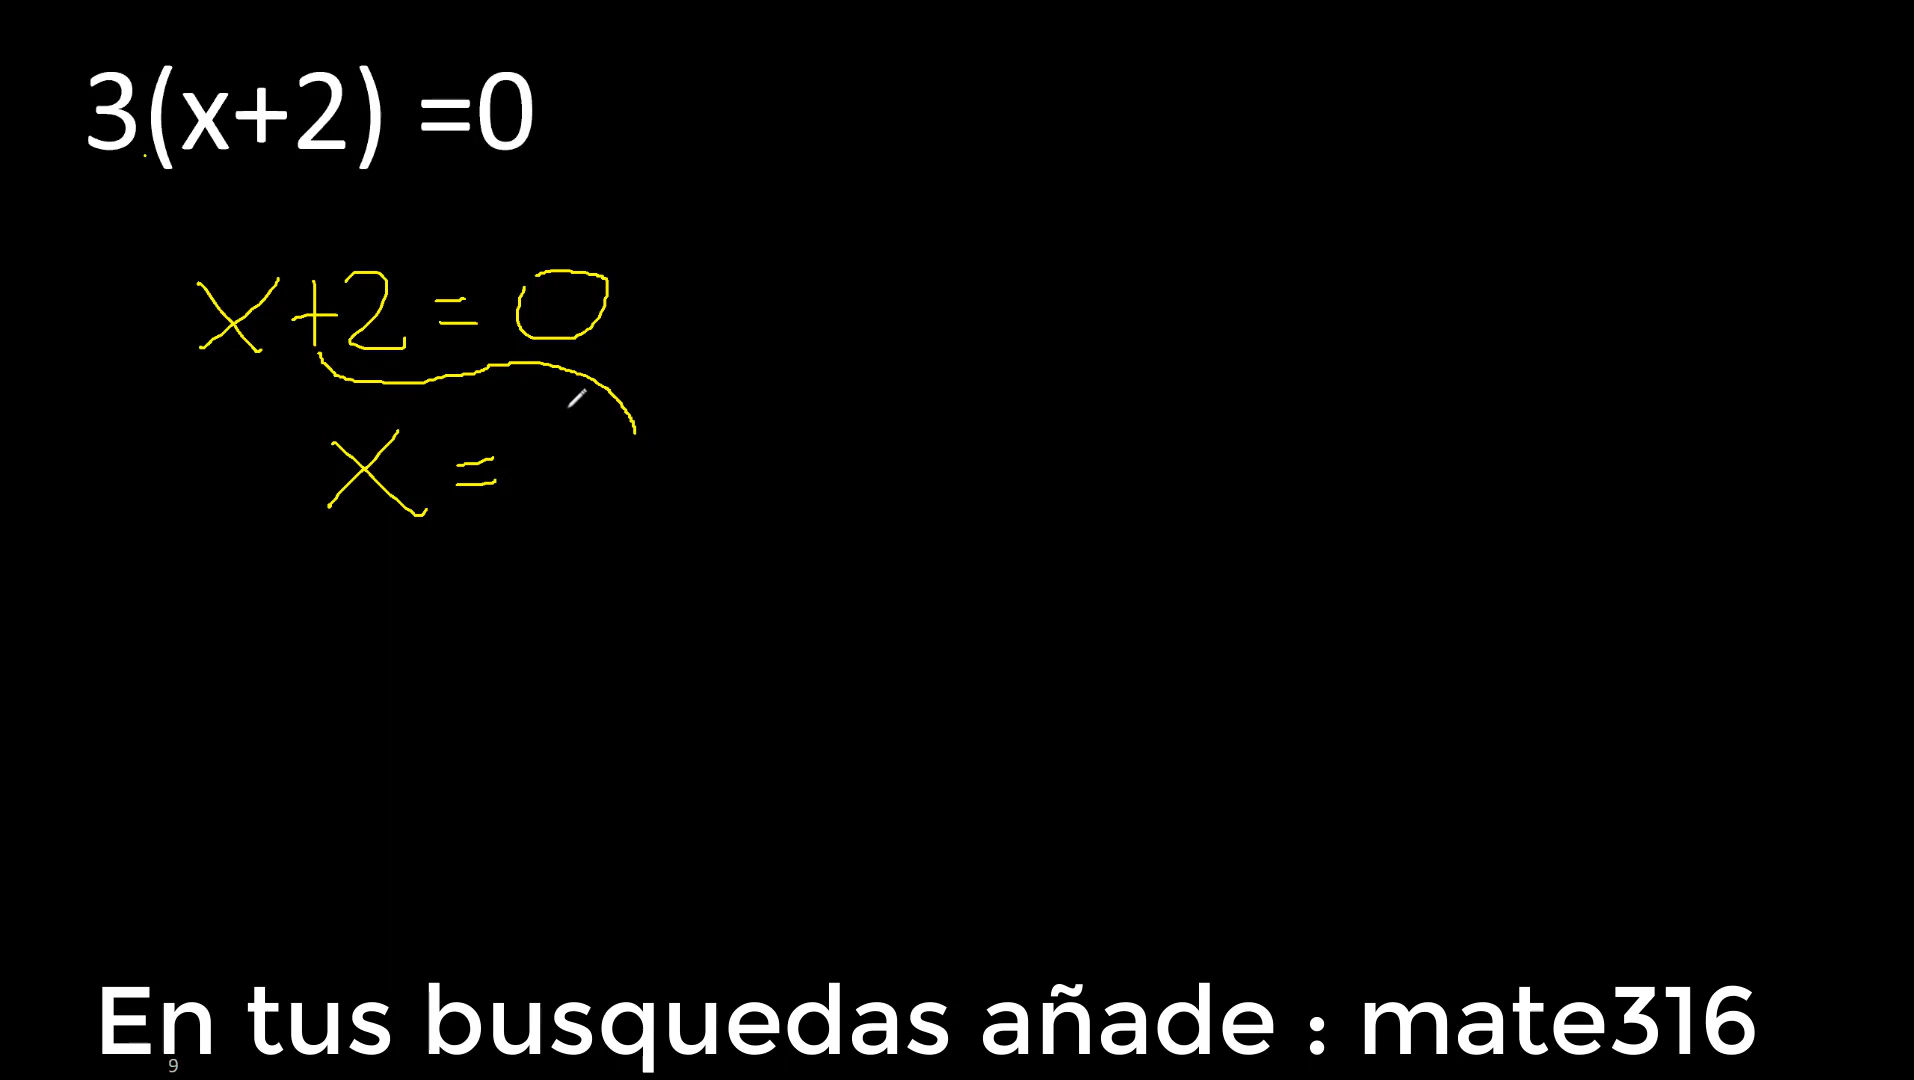 3(x+2) =0
x+2=0
x=
En tus busquedas añade : mate316
9